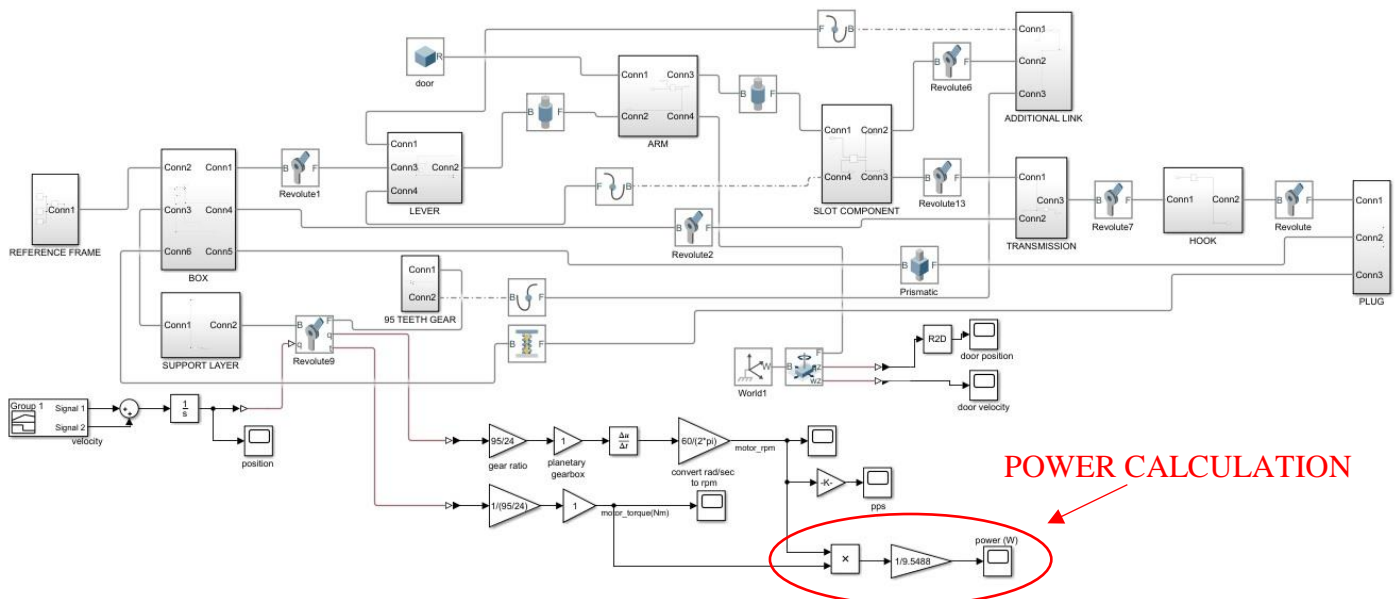 Conn1
REFERENCE FRAME
Conn2
Conn3
Conn6
Conn1
Conn4
Conn5
BOX
Conn1
Conn2
SUPPORT LAYER
B
F
Revolute1
Conn1
Conn3
Conn4
Conn2
LEVER
R
door
B
F
Conn1
Conn2
Conn3
Conn4
ARM
B
F
F
B
F
B
Conn1
Conn4
Conn2
Conn3
SLOT COMPONENT
B
F
Revolute6
Conn1
Conn2
Conn3
ADDITIONAL LINK
B
F
Revolute13
B
F
Revolute2
Conn1
Conn2
Conn3
TRANSMISSION
B
F
Revolute7
Conn1
Conn2
HOOK
B
F
Revolute
Conn1
Conn2
Conn3
PLUG
B
F
Prismatic
Conn1
Conn2
95 TEETH GEAR
B
F
B
F
B
F
q
q
t
Revolute9
W
World1
B
F
qz
wz
R2D
door position
door velocity
Group 1
Signal 1
Signal 2
velocity
+
+
1
s
position
95/24
gear ratio
1
planetary
gearbox
Δu
Δt
60/(2*pi)
convert rad/sec
to rpm
motor_rpm
-K-
pps
1/(95/24)
1
motor_torque(Nm)
×
1/9.5488
power (W)
POWER CALCULATION